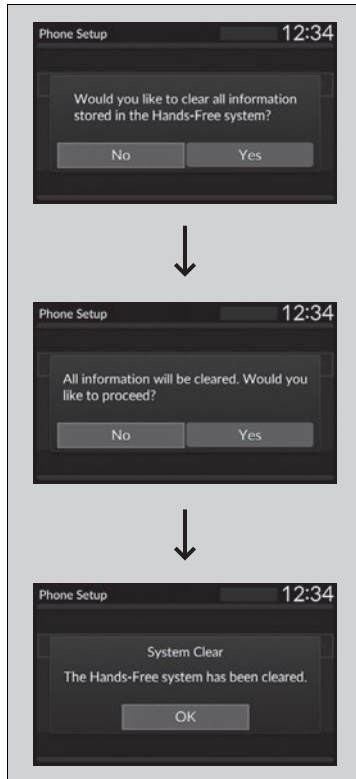 Phone Setup 12:34
Would you like to clear all information
stored in the Hands-Free system?
No Yes
Phone Setup 12:34
All information will be cleared. Would you
like to proceed?
No Yes
Phone Setup 12:34
System Clear
The Hands-Free system has been cleared.
OK